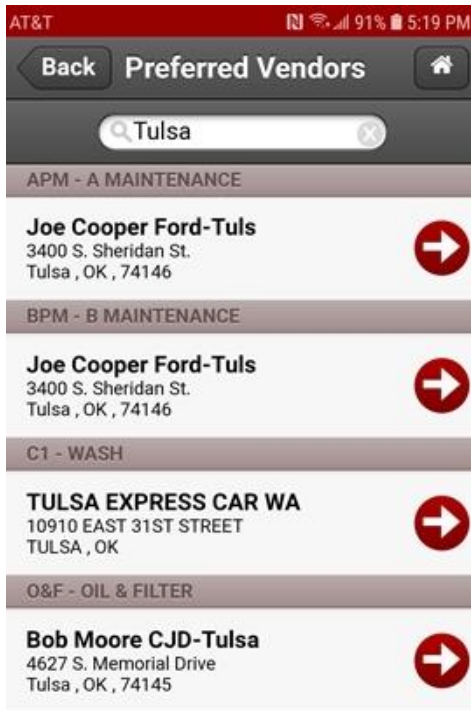 AT&T 91% 5:19 PM
Back Preferred Vendors
Tulsa
APM - A MAINTENANCE
Joe Cooper Ford-Tuls
3400 S. Sheridan St.
Tulsa , OK , 74146
BPM - B MAINTENANCE
Joe Cooper Ford-Tuls
3400 S. Sheridan St.
Tulsa , OK , 74146
C1 - WASH
TULSA EXPRESS CAR WA
10910 EAST 31ST STREET
TULSA , OK
O&F - OIL & FILTER
Bob Moore CJD-Tulsa
4627 S. Memorial Drive
Tulsa , OK , 74145